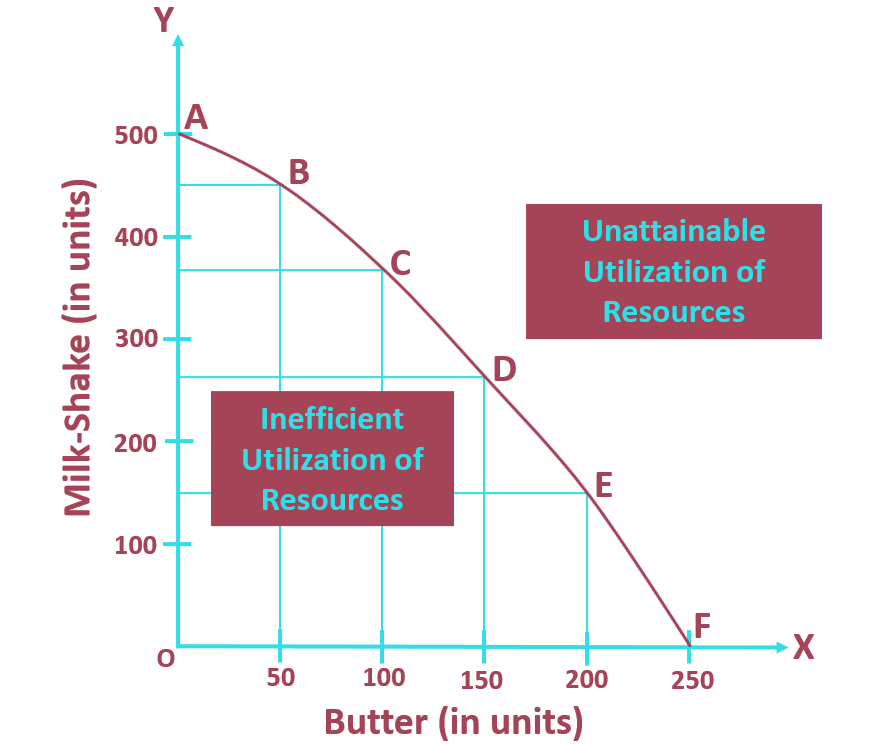 Y
A
500
B
400
C
300
D
200
E
100
F
O
X
50
100
150
200
250
Milk-Shake (in units)
Butter (in units)
Unattainable
Utilization of
Resources
Inefficient
Utilization of
Resources